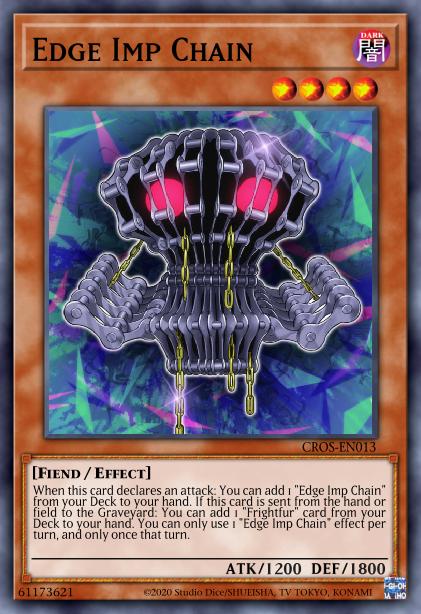 EDGE IMP CHAIN
DARK
闇
CROS-EN013
[FIEND / EFFECT]
When this card declares an attack: You can add 1 "Edge Imp Chain"
from your Deck to your hand. If this card is sent from the hand or
field to the Graveyard: You can add 1 "Frightfur" card from your
Deck to your hand. You can only use 1 "Edge Imp Chain" effect per
turn, and only once that turn.
ATK/1200 DEF/1800
61173621
©2020 Studio Dice/SHUEISHA, TV TOKYO, KONAMI